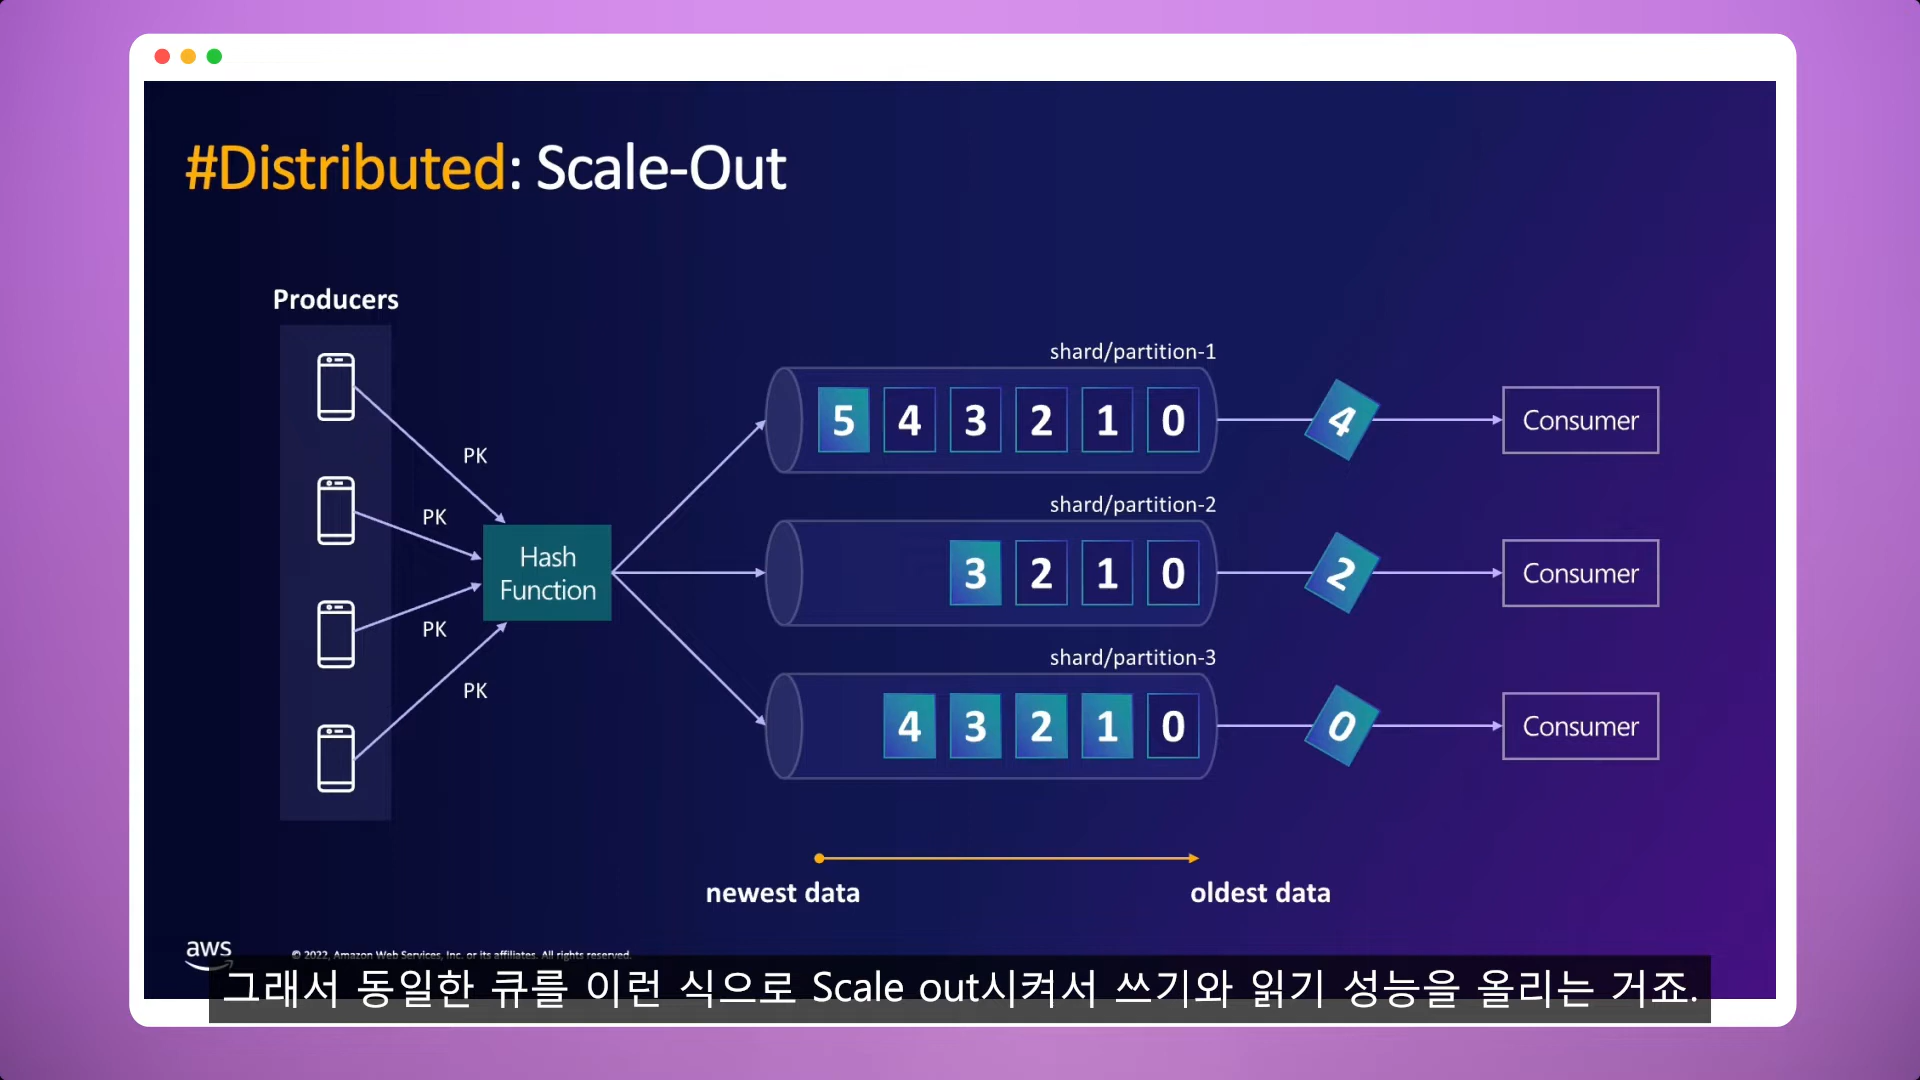 #Distributed: Scale-Out
Producers
PK
PK
PK
PK
Hash
Function
shard/partition-1
5 4 3 2 1 0
4
Consumer
shard/partition-2
3 2 1 0
2
Consumer
shard/partition-3
4 3 2 1 0
0
Consumer
newest data
oldest data
aws
© 2022, Amazon Web Services, Inc. or its affiliates. All rights reserved.
그래서 동일한 큐를 이런 식으로 Scale out시켜서 쓰기와 읽기 성능을 올리는 거죠.